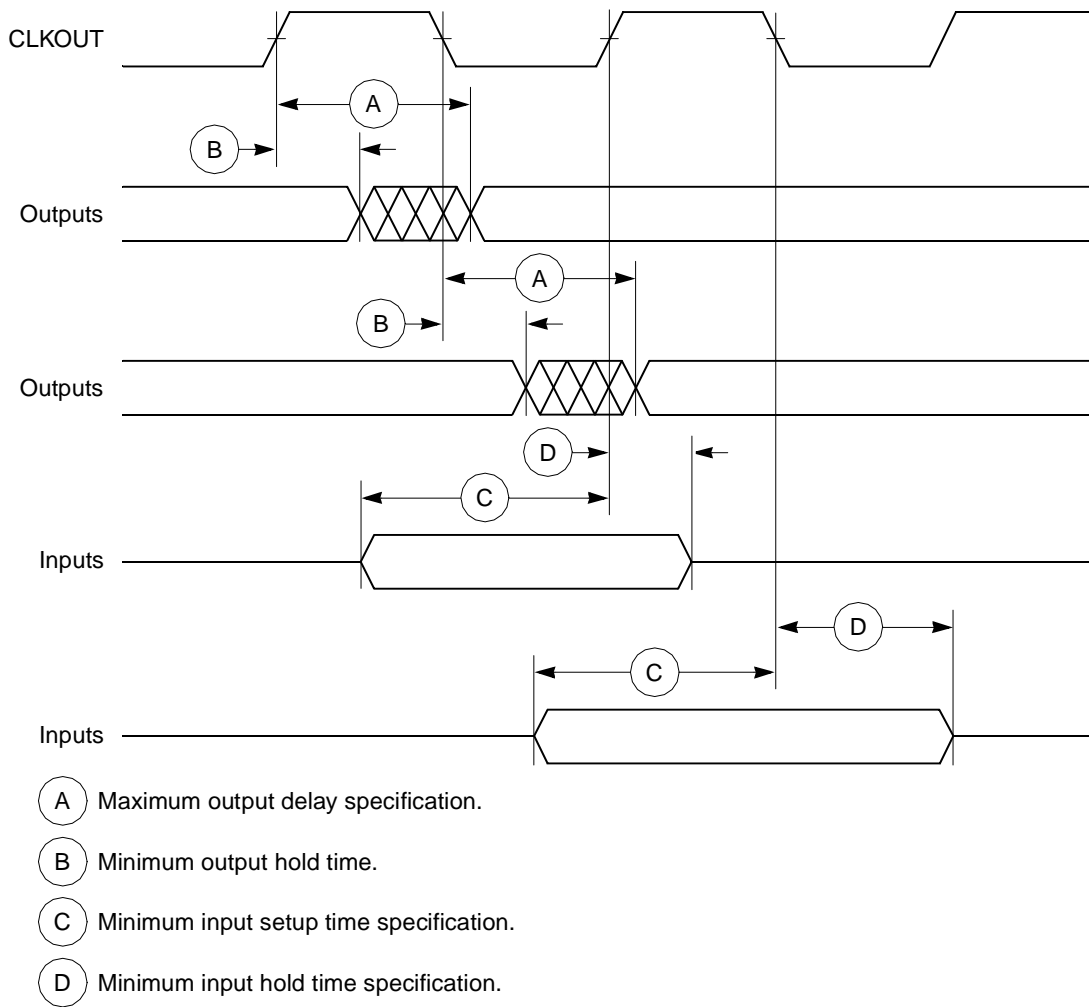 CLKOUT
A
B
Outputs
A
B
Outputs
D
C
Inputs
D
C
Inputs
A Maximum output delay specification.
B Minimum output hold time.
C Minimum input setup time specification.
D Minimum input hold time specification.